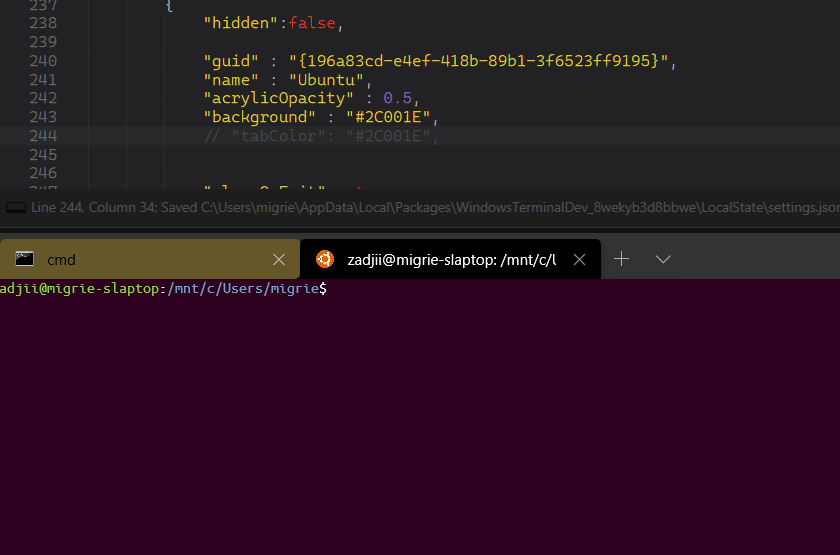 237 {
238 "hidden":false,
239
240 "guid" : "{196a83cd-e4ef-418b-89b1-3f6523ff9195}",
241 "name" : "Ubuntu",
242 "acrylicOpacity" : 0.5,
243 "background" : "#2C001E",
244 // "tabColor": "#2C001E",
245
246
Line 244, Column 34; Saved C:\Users\migrie\AppData\Local\Packages\WindowsTerminalDev_8wekyb3d8bbwe\LocalState\settings.json
cmd
zadjii@migrie-slaptop: /mnt/c/l
adjii@migrie-slaptop:/mnt/c/Users/migrie$